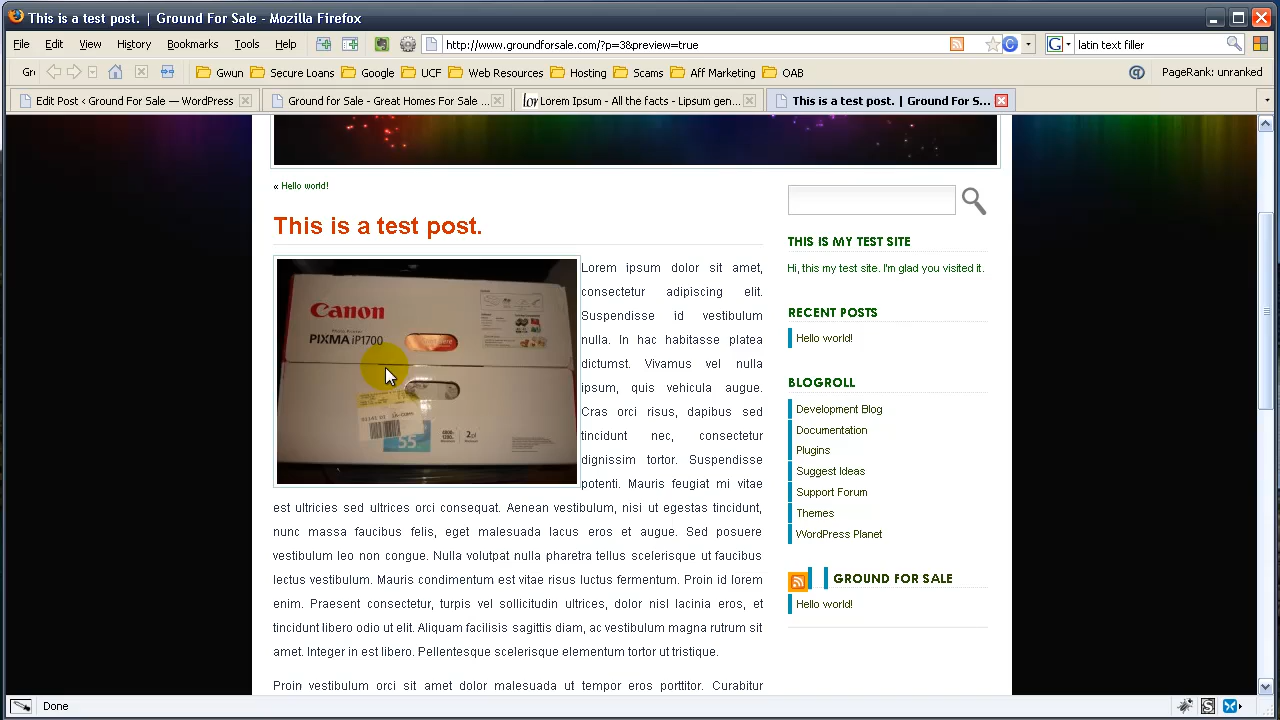 This is a test post. | Ground For Sale - Mozilla Firefox
File Edit View History Bookmarks Tools Help
http://www.groundforsale.com/?p=3&preview=true
latin text filler
Gr
Gwun Secure Loans Google UCF Web Resources Hosting Scams Aff Marketing OAB
PageRank: unranked
Edit Post ‹ Ground For Sale — WordPress
Ground for Sale - Great Homes For Sale ...
Lorem Ipsum - All the facts - Lipsum gen...
This is a test post. | Ground For S...
« Hello world!
This is a test post.
Canon
PIXMA iP1700
55
Lorem ipsum dolor sit amet,
consectetur adipiscing elit.
Suspendisse id vestibulum
nulla. In hac habitasse platea
dictumst. Vivamus vel nulla
ipsum, quis vehicula augue.
Cras orci risus, dapibus sed
tincidunt nec, consectetur
dignissim tortor. Suspendisse
potenti. Mauris feugiat mi vitae
est ultricies sed ultrices orci consequat. Aenean vestibulum, nisi ut egestas tincidunt,
nunc massa faucibus felis, eget malesuada lacus eros et augue. Sed posuere
vestibulum leo non congue. Nulla volutpat nulla pharetra tellus scelerisque ut faucibus
lectus vestibulum. Mauris condimentum est vitae risus luctus fermentum. Proin id lorem
enim. Praesent consectetur, turpis vel sollicitudin ultrices, dolor nisl lacinia eros, et
tincidunt libero odio ut elit. Aliquam facilisis sagittis diam, ac vestibulum magna rutrum sit
amet. Integer in est libero. Pellentesque scelerisque elementum tortor ut tristique.
Proin vestibulum orci sit amet dolor malesuada ut tempor eros porttitor. Curabitur
THIS IS MY TEST SITE
Hi, this my test site. I'm glad you visited it.
RECENT POSTS
Hello world!
BLOGROLL
Development Blog
Documentation
Plugins
Suggest Ideas
Support Forum
Themes
WordPress Planet
GROUND FOR SALE
Hello world!
Done